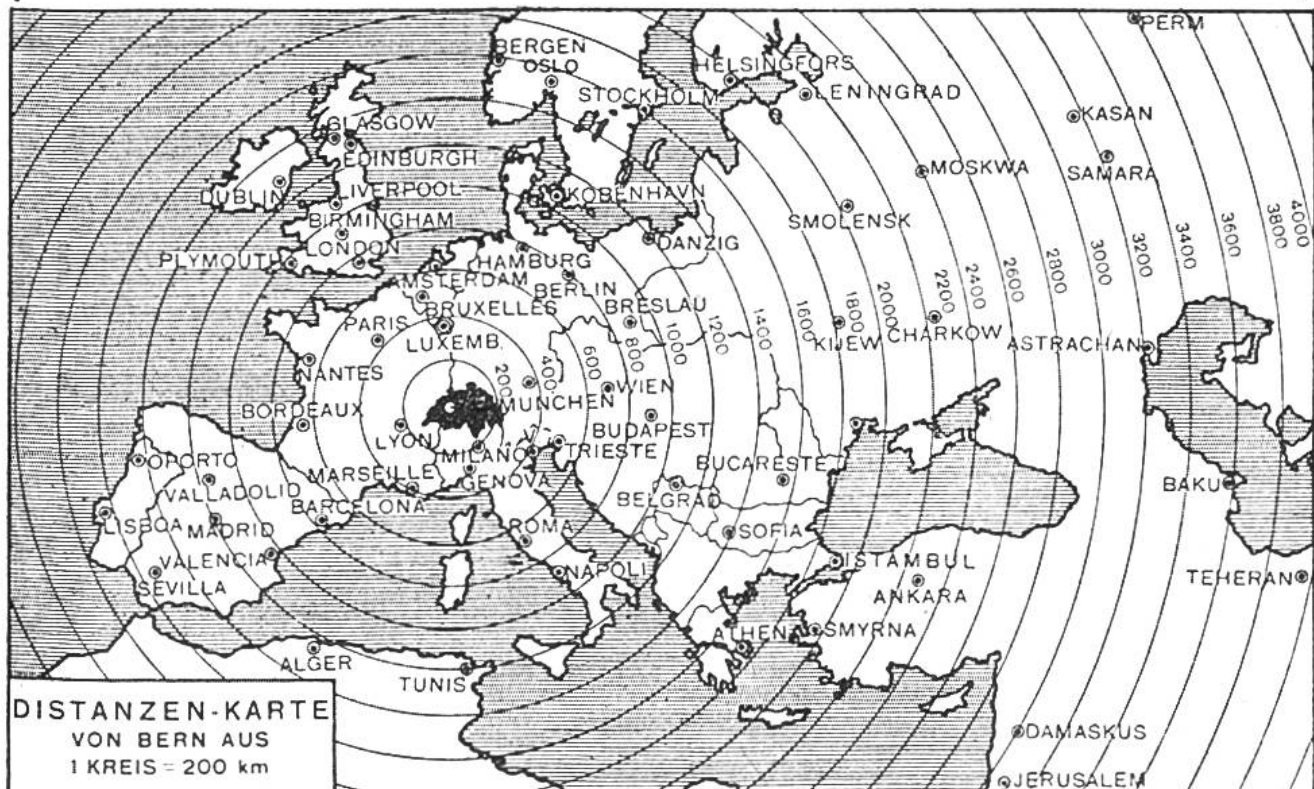 PERM
BERGEN
OSLO
HELSINGFORS
STOCKHOLM
LENINGRAD
KASAN
GLASGOW
EDINBURGH
MOSKWA
SAMARA
DUBLIN
LIVERPOOL
KÖBENHAVN
BIRMINGHAM
SMOLENSK
LONDON
DANZIG
PLYMOUTH
HAMBURG
AMSTERDAM
BERLIN
BRUXELLES
BRESLAU
PARIS
LUXEMB.
KIJEW
CHARKOW
ASTRACHAN
NANTES
WIEN
MÜNCHEN
BORDEAUX
LYON
BUDAPEST
MILANO
TRIESTE
OPORTO
MARSEILLE
GENOVA
BUCARESTE
VALLADOLID
BELGRAD
BAKU
BARCELONA
LISBOA
MADRID
ROMA
SOFIA
VALENCIA
ISTAMBUL
NAPOLI
TEHERAN
SEVILLA
ANKARA
ATHEN
SMYRNA
ALGER
TUNIS
DAMASKUS
JERUSALEM
200
400
600
800
1000
1200
1400
1600
1800
2000
2200
2400
2600
2800
3000
3200
3400
3600
3800
4000
DISTANZEN-KARTE
VON BERN AUS
1 KREIS = 200 km